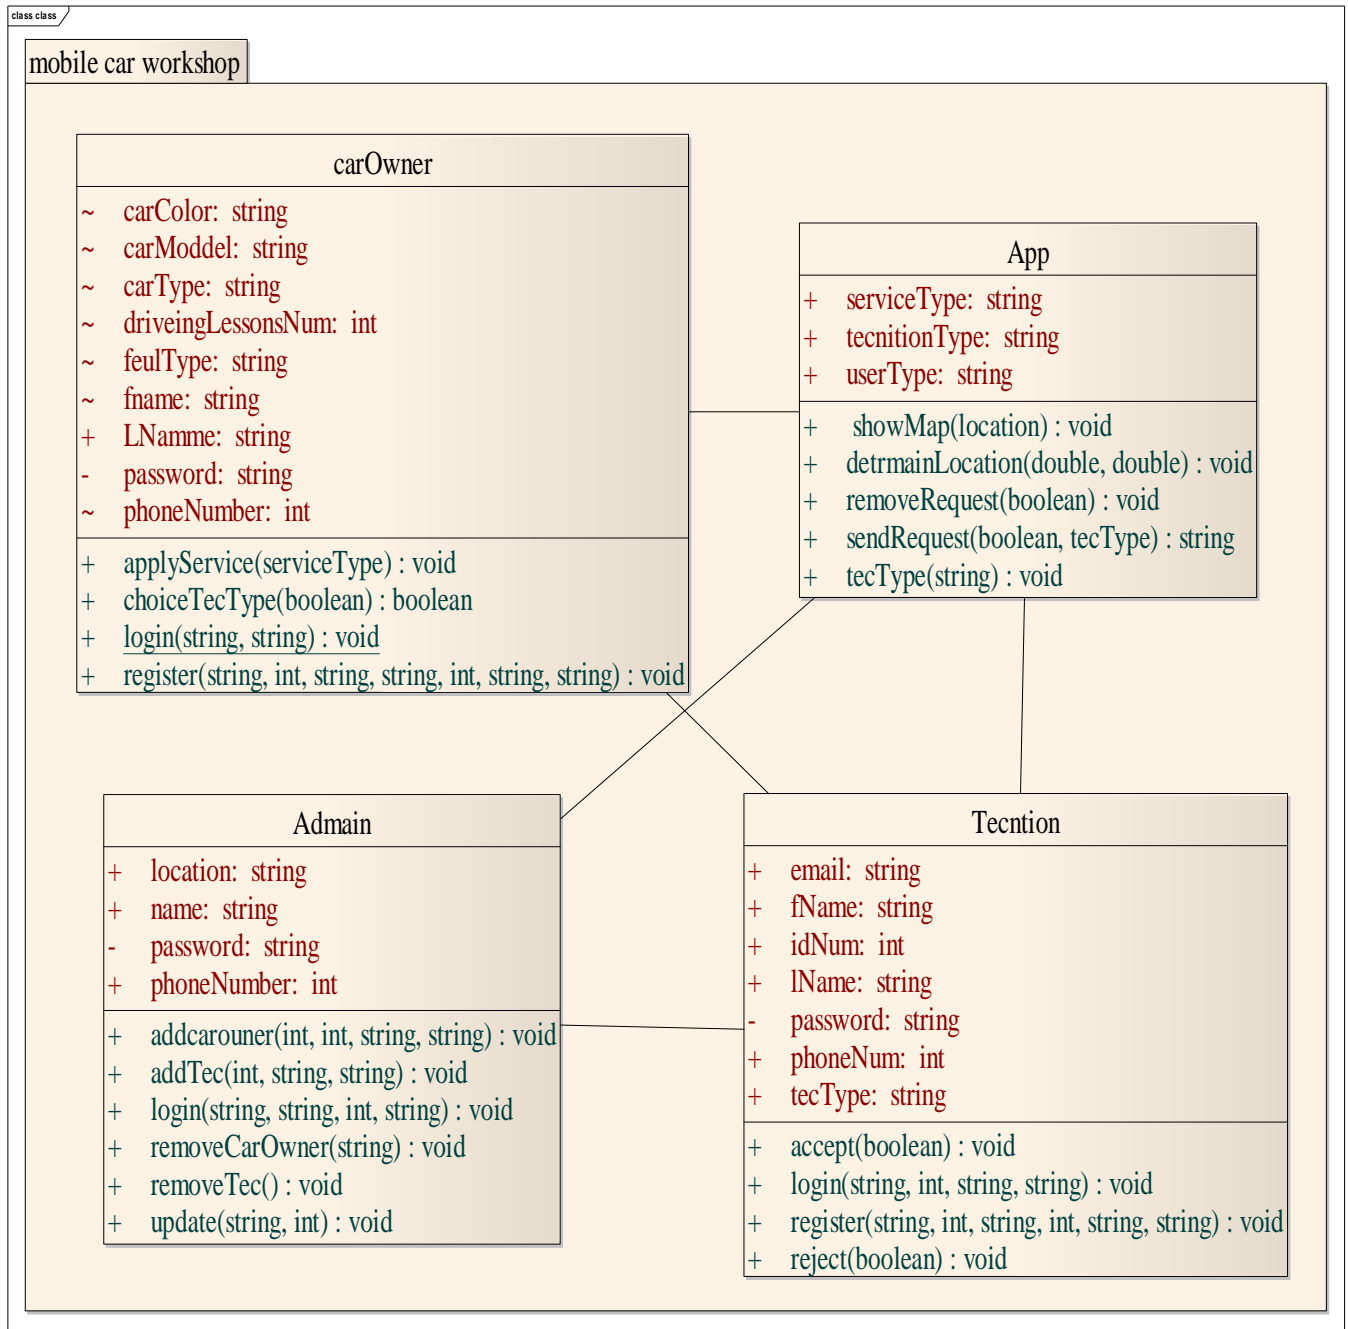 class class
mobile car workshop
carOwner
~ carColor: string
~ carModdel: string
~ carType: string
~ driveingLessonsNum: int
~ feulType: string
~ fname: string
+ LNamme: string
- password: string
~ phoneNumber: int
+ applyService(serviceType) : void
+ choiceTecType(boolean) : boolean
+ login(string, string) : void
+ register(string, int, string, string, int, string, string) : void
App
+ serviceType: string
+ tecnitionType: string
+ userType: string
+ showMap(location) : void
+ detrmainLocation(double, double) : void
+ removeRequest(boolean) : void
+ sendRequest(boolean, tecType) : string
+ tecType(string) : void
Admain
+ location: string
+ name: string
- password: string
+ phoneNumber: int
+ addcarouner(int, int, string, string) : void
+ addTec(int, string, string) : void
+ login(string, string, int, string) : void
+ removeCarOwner(string) : void
+ removeTec() : void
+ update(string, int) : void
Tecntion
+ email: string
+ fName: string
+ idNum: int
+ lName: string
- password: string
+ phoneNum: int
+ tecType: string
+ accept(boolean) : void
+ login(string, int, string, string) : void
+ register(string, int, string, int, string, string) : void
+ reject(boolean) : void